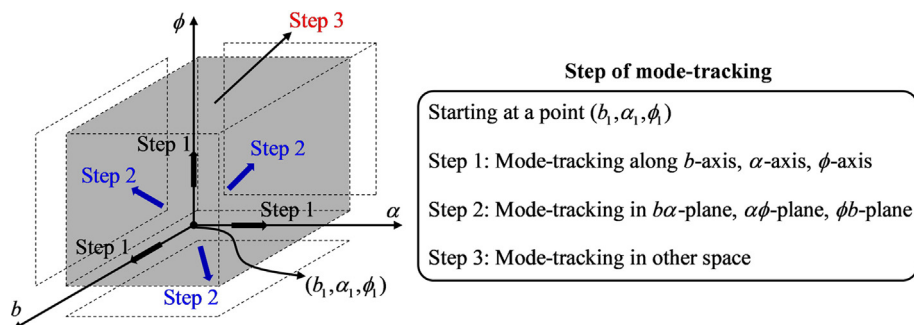 ϕ
Step 3
Step 1
Step 2
Step 2
Step 1
α
Step 1
Step 2
(b₁,α₁,ϕ₁)
b
Step of mode-tracking
Starting at a point (b₁,α₁,ϕ₁)
Step 1: Mode-tracking along b-axis, α-axis, ϕ-axis
Step 2: Mode-tracking in bα-plane, αϕ-plane, ϕb-plane
Step 3: Mode-tracking in other space